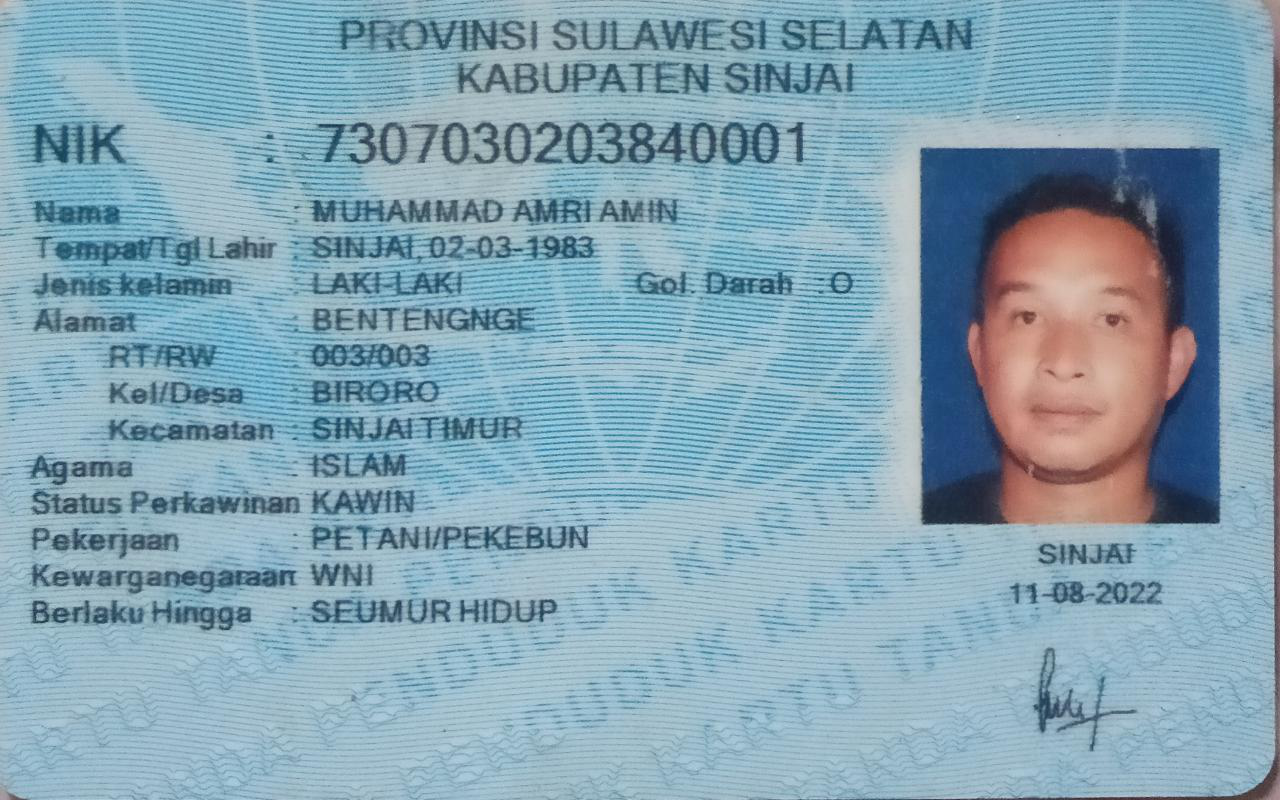 PROVINSI SULAWESI SELATAN
KABUPATEN SINJAI
NIK : 7307030203840001
Nama : MUHAMMAD AMRI AMIN
Tempat/Tgl Lahir : SINJAI, 02-03-1983
Jenis kelamin : LAKI-LAKI Gol. Darah : O
Alamat : BENTENGNGE
RT/RW : 003/003
Kel/Desa : BIRORO
Kecamatan : SINJAI TIMUR
Agama : ISLAM
Status Perkawinan KAWIN
Pekerjaan : PETANI/PEKEBUN
Kewarganegaraan WNI
Berlaku Hingga : SEUMUR HIDUP
SINJAI
11-08-2022